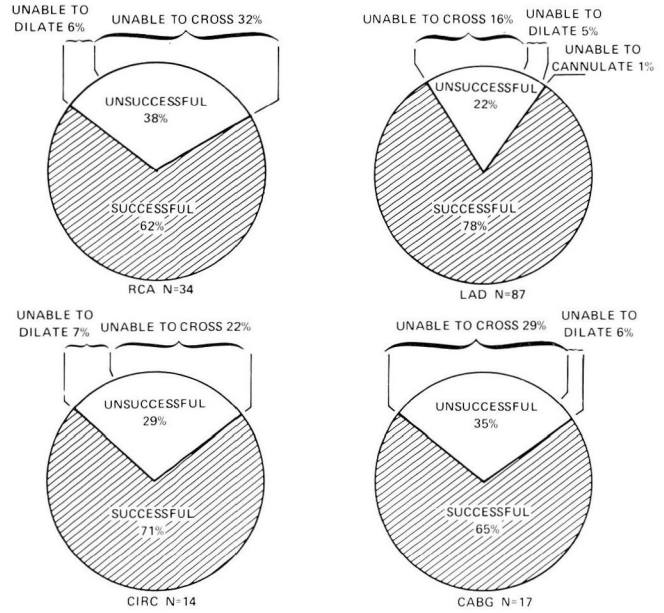 UNABLE TO
DILATE 6%
UNABLE TO CROSS 32%
UNSUCCESSFUL
38%
SUCCESSFUL
62%
RCA N=34
UNABLE TO CROSS 16%
UNABLE TO
DILATE 5%
UNABLE TO
CANNULATE 1%
UNSUCCESSFUL
22%
SUCCESSFUL
78%
LAD N=87
UNABLE TO
DILATE 7%
UNABLE TO CROSS 22%
UNSUCCESSFUL
29%
SUCCESSFUL
71%
CIRC N=14
UNABLE TO CROSS 29%
UNABLE TO
DILATE 6%
UNSUCCESSFUL
35%
SUCCESSFUL
65%
CABG N=17